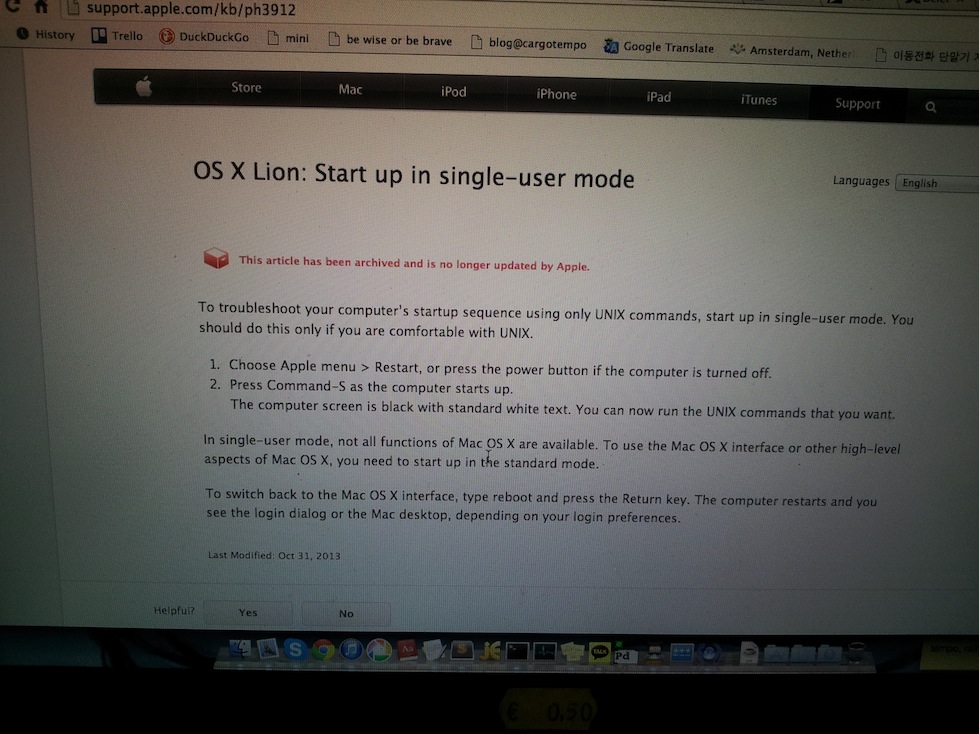 support.apple.com/kb/ph3912
History Trello DuckDuckGo mini be wise or be brave blog@cargotempo Google Translate Amsterdam, Nether 이동전화 단말기
Store Mac iPod iPhone iPad iTunes Support
OS X Lion: Start up in single-user mode
Languages English
This article has been archived and is no longer updated by Apple.
To troubleshoot your computer's startup sequence using only UNIX commands, start up in single-user mode. You
should do this only if you are comfortable with UNIX.
1. Choose Apple menu > Restart, or press the power button if the computer is turned off.
2. Press Command-S as the computer starts up.
The computer screen is black with standard white text. You can now run the UNIX commands that you want.
In single-user mode, not all functions of Mac OS X are available. To use the Mac OS X interface or other high-level
aspects of Mac OS X, you need to start up in the standard mode.
To switch back to the Mac OS X interface, type reboot and press the Return key. The computer restarts and you
see the login dialog or the Mac desktop, depending on your login preferences.
Last Modified: Oct 31, 2013
Helpful? Yes No
Aa TALK Pd
€ 0,50